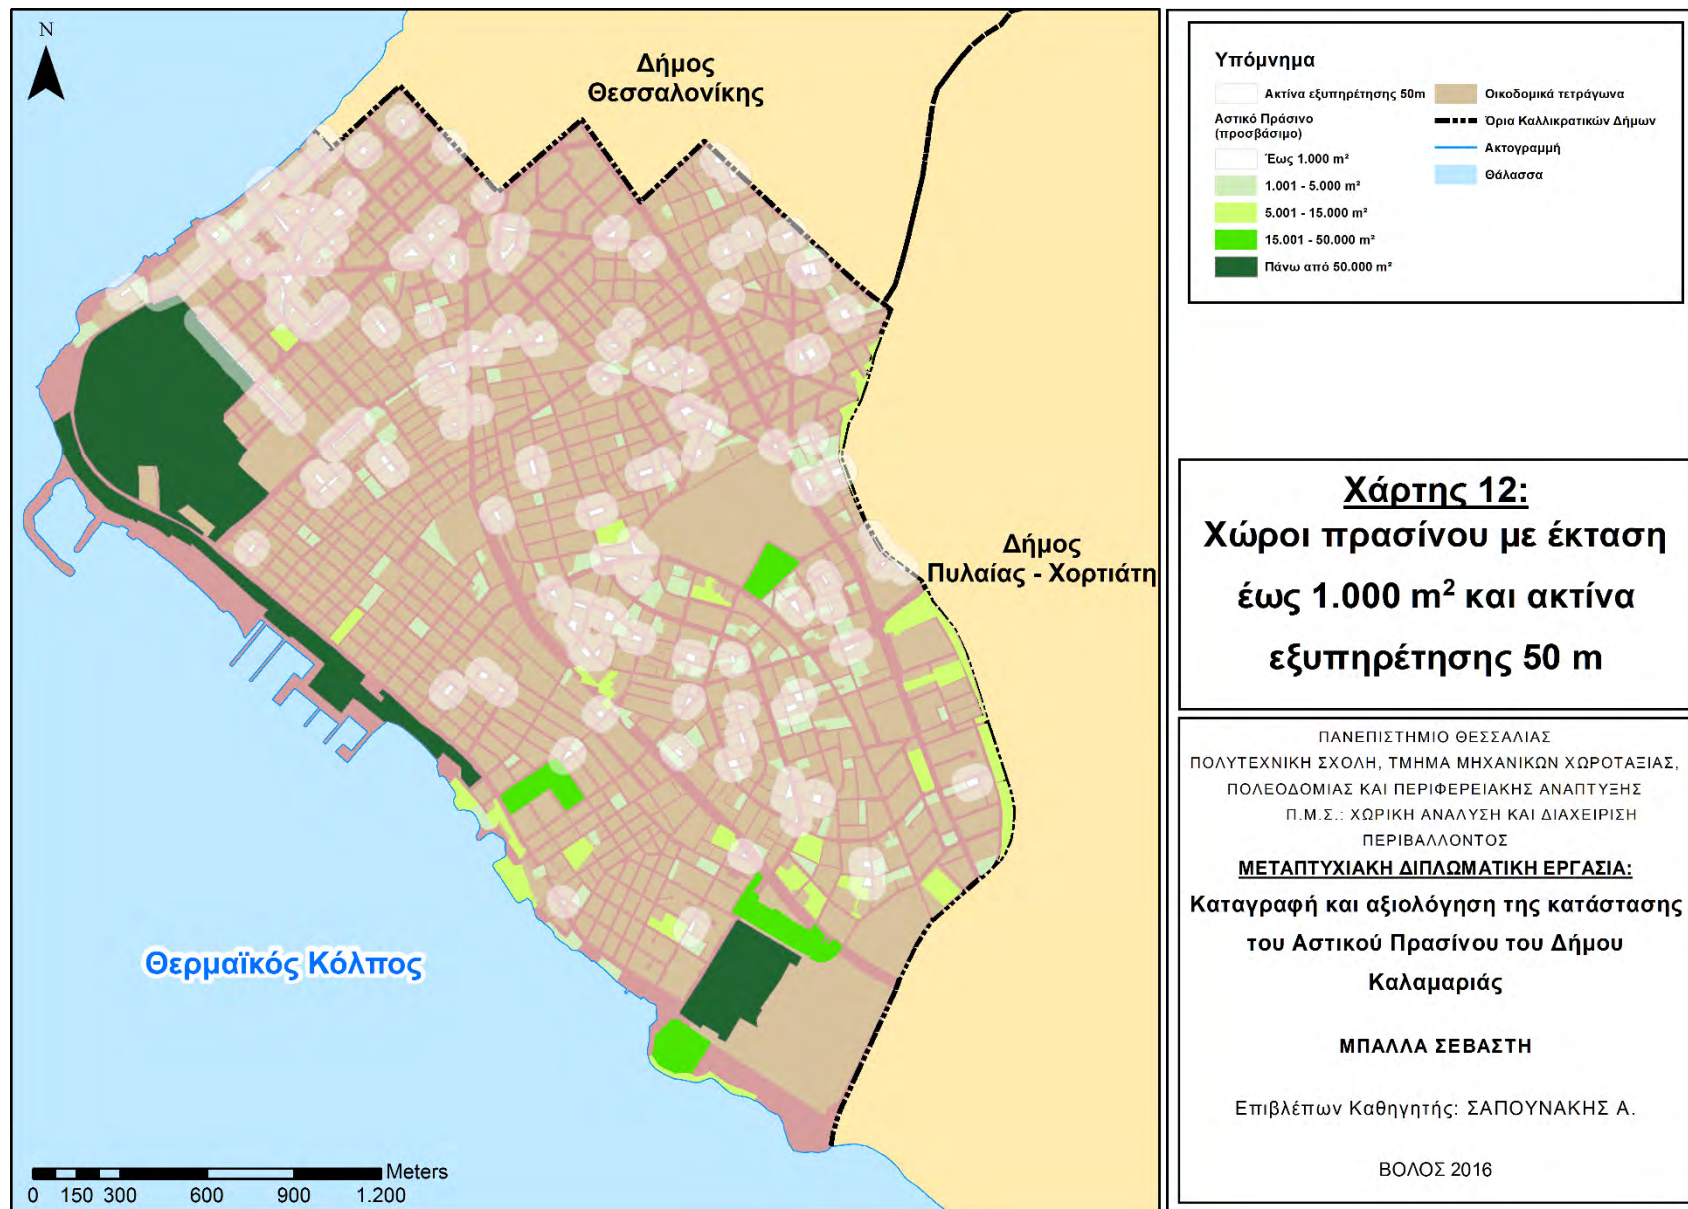 N
Δήμος
Θεσσαλονίκης
Δήμος
Πυλαίας - Χορτιάτη
Θερμαϊκός Κόλπος
Meters
0 150 300 600 900 1.200
Υπόμνημα
Ακτίνα εξυπηρέτησης 50m
Αστικό Πράσινο
(προσβάσιμο)
Έως 1.000 m²
1.001 - 5.000 m²
5.001 - 15.000 m²
15.001 - 50.000 m²
Πάνω από 50.000 m²
Οικοδομικά τετράγωνα
Όρια Καλλικρατικών Δήμων
Ακτογραμμή
Θάλασσα
Χάρτης 12:
Χώροι πρασίνου με έκταση
έως 1.000 m² και ακτίνα
εξυπηρέτησης 50 m
ΠΑΝΕΠΙΣΤΗΜΙΟ ΘΕΣΣΑΛΙΑΣ
ΠΟΛΥΤΕΧΝΙΚΗ ΣΧΟΛΗ, ΤΜΗΜΑ ΜΗΧΑΝΙΚΩΝ ΧΩΡΟΤΑΞΙΑΣ,
ΠΟΛΕΟΔΟΜΙΑΣ ΚΑΙ ΠΕΡΙΦΕΡΕΙΑΚΗΣ ΑΝΑΠΤΥΞΗΣ
Π.Μ.Σ.: ΧΩΡΙΚΗ ΑΝΑΛΥΣΗ ΚΑΙ ΔΙΑΧΕΙΡΙΣΗ
ΠΕΡΙΒΑΛΛΟΝΤΟΣ
ΜΕΤΑΠΤΥΧΙΑΚΗ ΔΙΠΛΩΜΑΤΙΚΗ ΕΡΓΑΣΙΑ:
Καταγραφή και αξιολόγηση της κατάστασης
του Αστικού Πρασίνου του Δήμου
Καλαμαριάς
ΜΠΑΛΛΑ ΣΕΒΑΣΤΗ
Επιβλέπων Καθηγητής: ΣΑΠΟΥΝΑΚΗΣ Α.
ΒΟΛΟΣ 2016